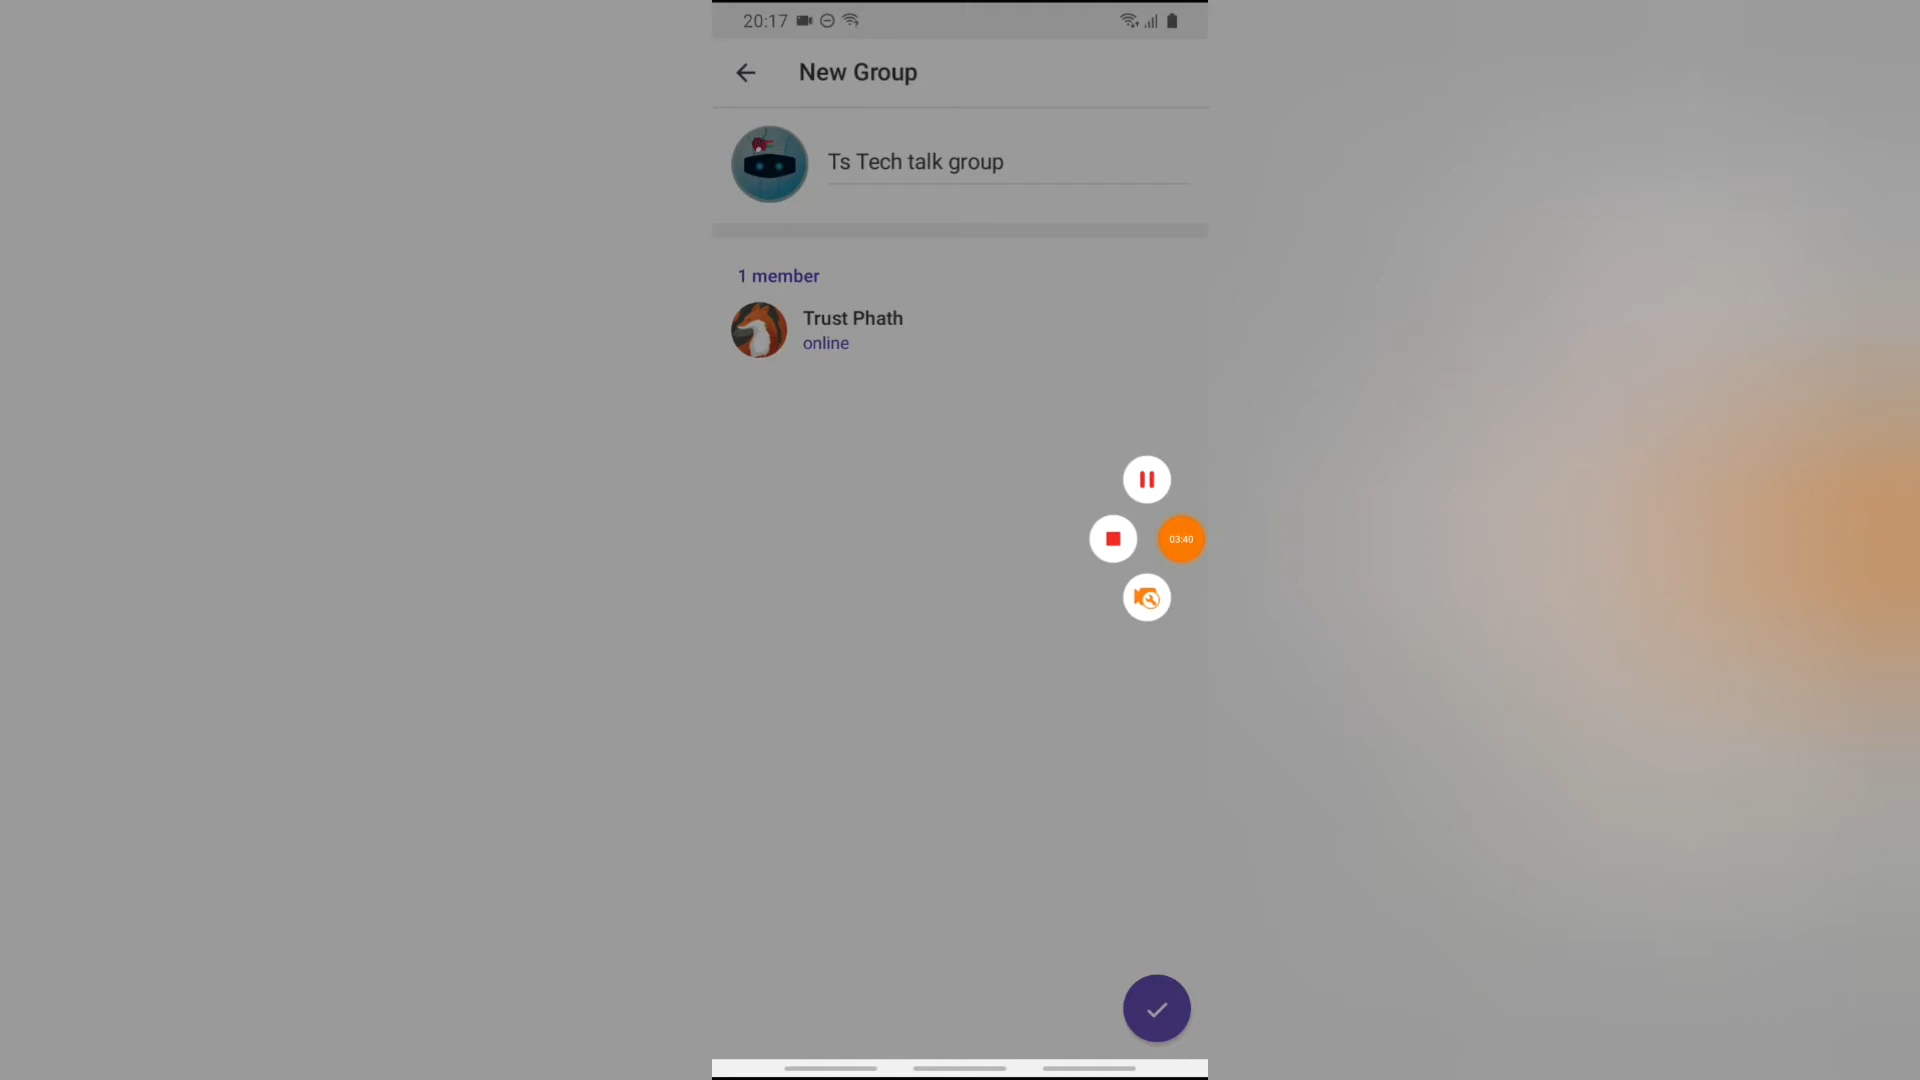 20:17
New Group
Ts Tech talk group
1 member
Trust Phath
online
03:40